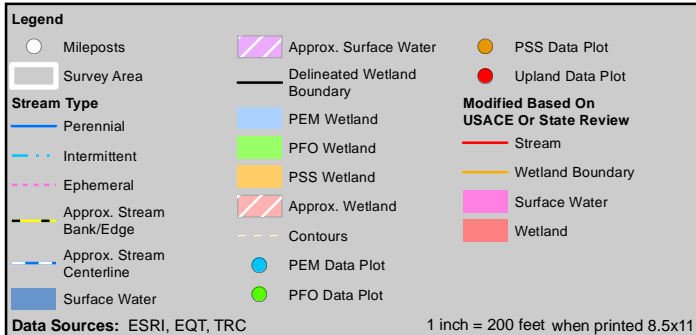 Legend
Mileposts
Survey Area
Stream Type
Perennial
Intermittent
Ephemeral
Approx. Stream
Bank/Edge
Approx. Stream
Centerline
Surface Water
Approx. Surface Water
Delineated Wetland
Boundary
PEM Wetland
PFO Wetland
PSS Wetland
Approx. Wetland
Contours
PEM Data Plot
PFO Data Plot
PSS Data Plot
Upland Data Plot
Modified Based On
USACE Or State Review
Stream
Wetland Boundary
Surface Water
Wetland
Data Sources: ESRI, EQT, TRC
1 inch = 200 feet when printed 8.5x11